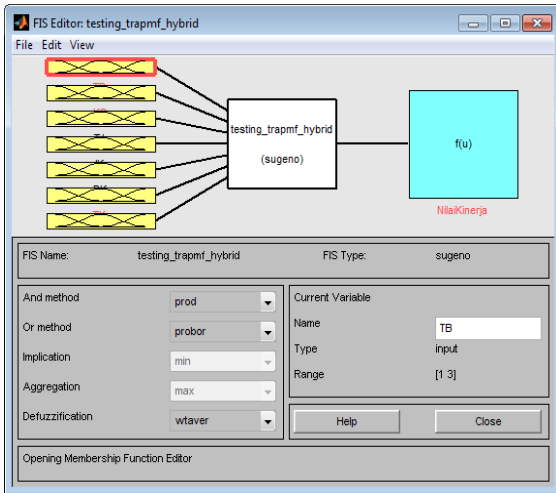 FIS Editor: testing_trapmf_hybrid
File Edit View
testing_trapmf_hybrid
(sugeno)
f(u)
NilaiKinerja
FIS Name: testing_trapmf_hybrid FIS Type: sugeno
And method prod
Or method probor
Implication min
Aggregation max
Defuzzification wtaver
Current Variable
Name TB
Type input
Range [1 3]
Help Close
Opening Membership Function Editor